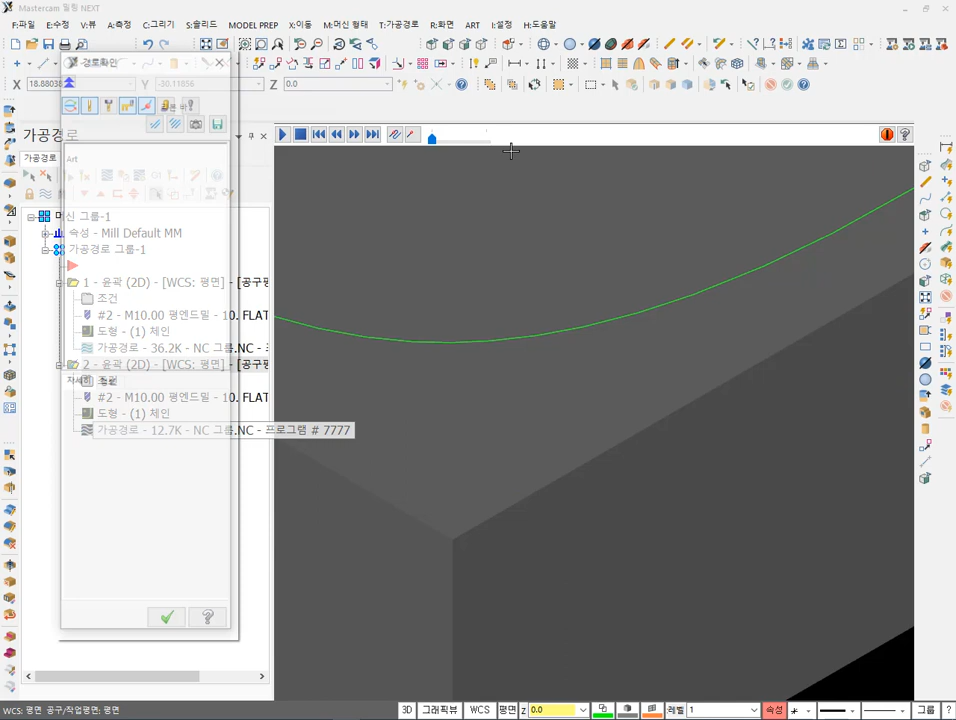 Mastercam 밀링 NEXT
F:파일 E:수정 V:뷰 A:측정 C:그리기 S:솔리드 MODEL PREP X:이동 M:머신 형태 T:가공경로 R:화면 ART I:설정 H:도움말
경로확인
X 18.88038 Y -30.11856 Z 0.0
가공경로
가공경로
Art
머신 그룹-1
속성 - Mill Default MM
가공경로 그룹-1
1 - 윤곽 (2D) - [WCS: 평면] - [공구평
조건
#2 - M10.00 평엔드밀 - 10. FLAT
도형 - (1) 체인
가공경로 - 36.2K - NC 그룹.NC - 프
2 - 윤곽 (2D) - [WCS: 평면] - [공구평
#2 - M10.00 평엔드밀 - 10. FLAT
도형 - (1) 체인
가공경로 - 12.7K - NC 그룹.NC - 프로그램 # 7777
WCS: 평면 공구/작업평면: 평면
3D 그래픽뷰 WCS 평면 Z 0.0 레벨 1 속성 그룹